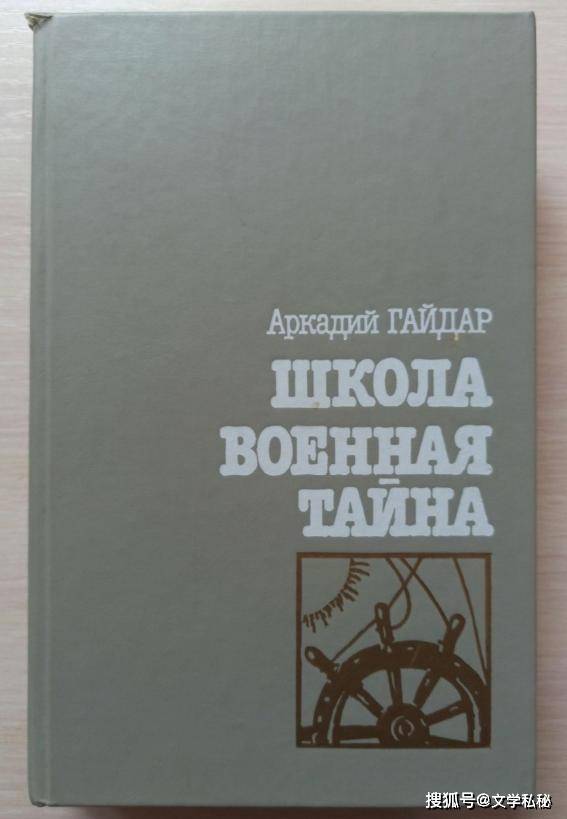 Аркадий ГАЙДАР
ШКОЛА
ВОЕННАЯ
ТАЙНА
搜狐号@文学私秘